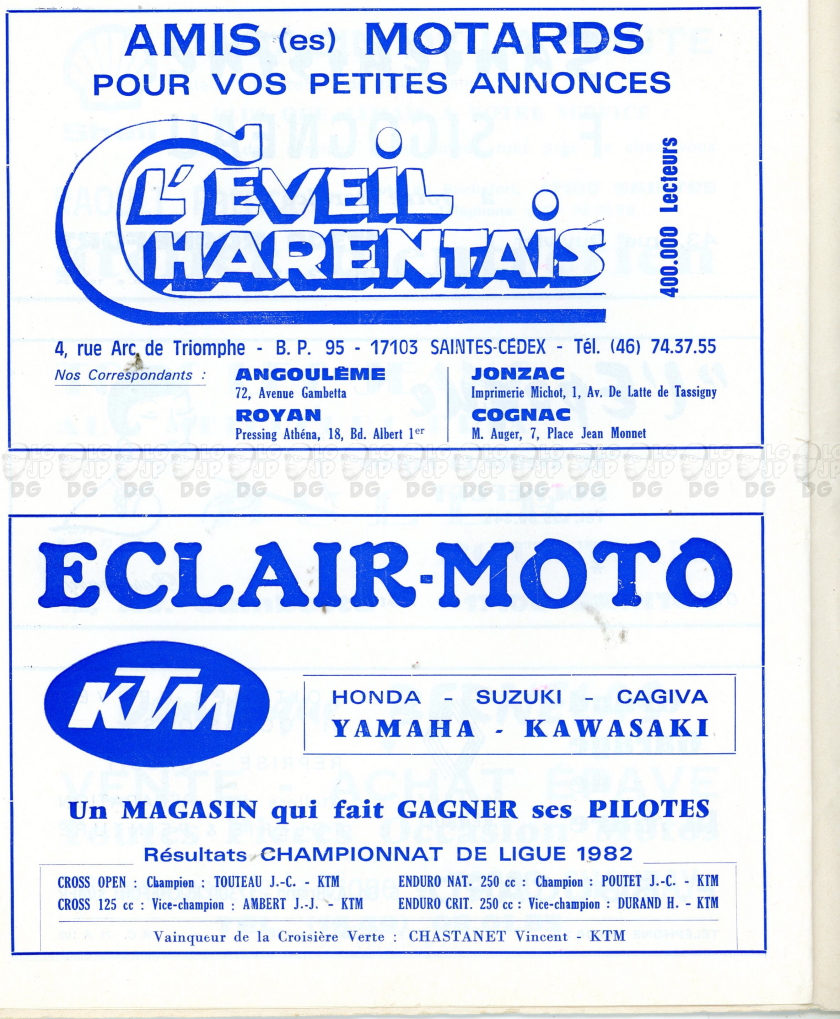 AMIS (es) MOTARDS
POUR VOS PETITES ANNONCES
L'ÉVEIL
CHARENTAIS
400.000 Lecteurs
4, rue Arc de Triomphe - B. P. 95 - 17103 SAINTES-CÉDEX - Tél. (46) 74.37.55
Nos Correspondants :
ANGOULÊME
72, Avenue Gambetta
ROYAN
Pressing Athéna, 18, Bd. Albert 1er
JONZAC
Imprimerie Michot, 1, Av. De Latte de Tassigny
COGNAC
M. Auger, 7, Place Jean Monnet
ECLAIR-MOTO
KTM
HONDA - SUZUKI - CAGIVA
YAMAHA - KAWASAKI
Un MAGASIN qui fait GAGNER ses PILOTES
Résultats CHAMPIONNAT DE LIGUE 1982
CROSS OPEN : Champion : TOUTEAU J.-C. - KTM
CROSS 125 cc : Vice-champion : AMBERT J.-J. - KTM
ENDURO NAT. 250 cc : Champion : POUTET J.-C. - KTM
ENDURO CRIT. 250 cc : Vice-champion : DURAND H. - KTM
Vainqueur de la Croisière Verte : CHASTANET Vincent - KTM